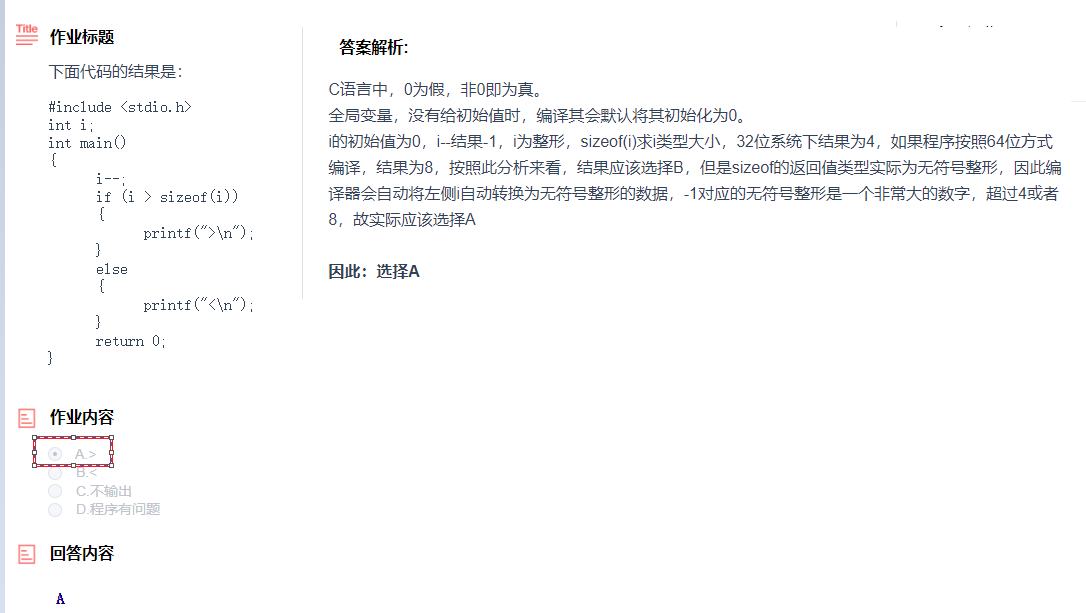 Title
作业标题
下面代码的结果是：
#include <stdio.h>
int i;
int main()
{
i--;
if (i > sizeof(i))
{
printf(">\n");
}
else
{
printf("<\n");
}
return 0;
}
作业内容
A.>
B.<
C.不输出
D.程序有问题
回答内容
A
答案解析：
C语言中，0为假，非0即为真。
全局变量，没有给初始值时，编译其会默认将其初始化为0。
i的初始值为0，i--结果-1，i为整形，sizeof(i)求i类型大小，32位系统下结果为4，如果程序按照64位方式
编译，结果为8，按照此分析来看，结果应该选择B，但是sizeof的返回值类型实际为无符号整形，因此编
译器会自动将左侧i自动转换为无符号整形的数据，-1对应的无符号整形是一个非常大的数字，超过4或者
8，故实际应该选择A
因此：选择A